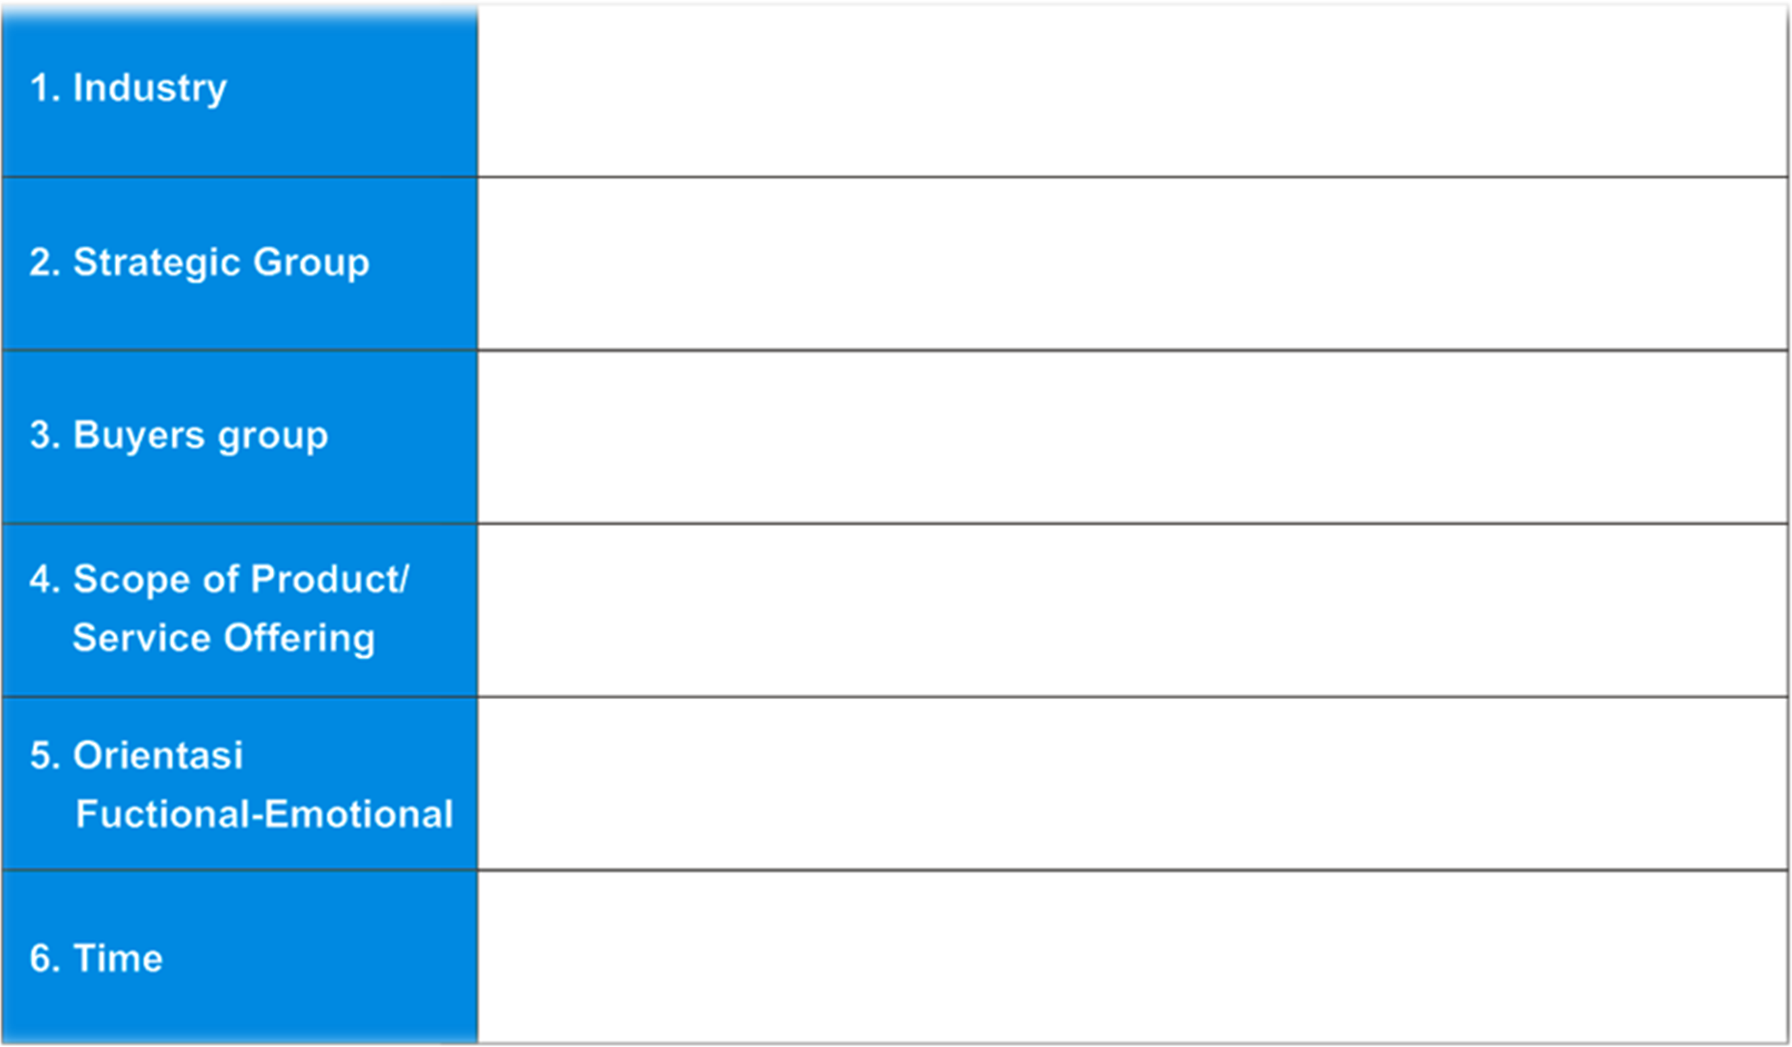 1. Industry
2. Strategic Group
3. Buyers group
4. Scope of Product/
Service Offering
5. Orientasi
Fuctional-Emotional
6. Time